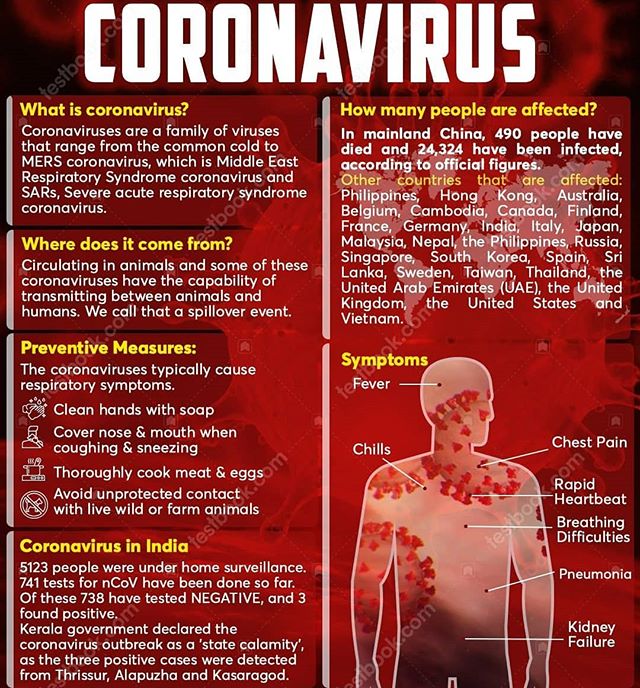 CORONAVIRUS
What is coronavirus?
Coronaviruses are a family of viruses
that range from the common cold to
MERS coronavirus, which is Middle East
Respiratory Syndrome coronavirus and
SARs, Severe acute respiratory syndrome
coronavirus.
Where does it come from?
Circulating in animals and some of these
coronaviruses have the capability of
transmitting between animals and
humans. We call that a spillover event.
Preventive Measures:
The coronaviruses typically cause
respiratory symptoms.
Clean hands with soap
Cover nose & mouth when
coughing & sneezing
Thoroughly cook meat & eggs
Avoid unprotected contact
with live wild or farm animals
Coronavirus in India
5123 people were under home surveillance.
741 tests for nCoV have been done so far.
Of these 738 have tested NEGATIVE, and 3
found positive.
Kerala government declared the
coronavirus outbreak as a 'state calamity',
as the three positive cases were detected
from Thrissur, Alapuzha and Kasaragod.
How many people are affected?
In mainland China, 490 people have
died and 24,324 have been infected,
according to official figures.
Other countries that are affected:
Philippines, Hong Kong, Australia,
Belgium, Cambodia, Canada, Finland,
France, Germany, India, Italy, Japan,
Malaysia, Nepal, the Philippines, Russia,
Singapore, South Korea, Spain, Sri
Lanka, Sweden, Taiwan, Thailand, the
United Arab Emirates (UAE), the United
Kingdom, the United States and
Vietnam.
Symptoms
Fever
Chills
Chest Pain
Rapid
Heartbeat
Breathing
Difficulties
Pneumonia
Kidney
Failure
testbook.com